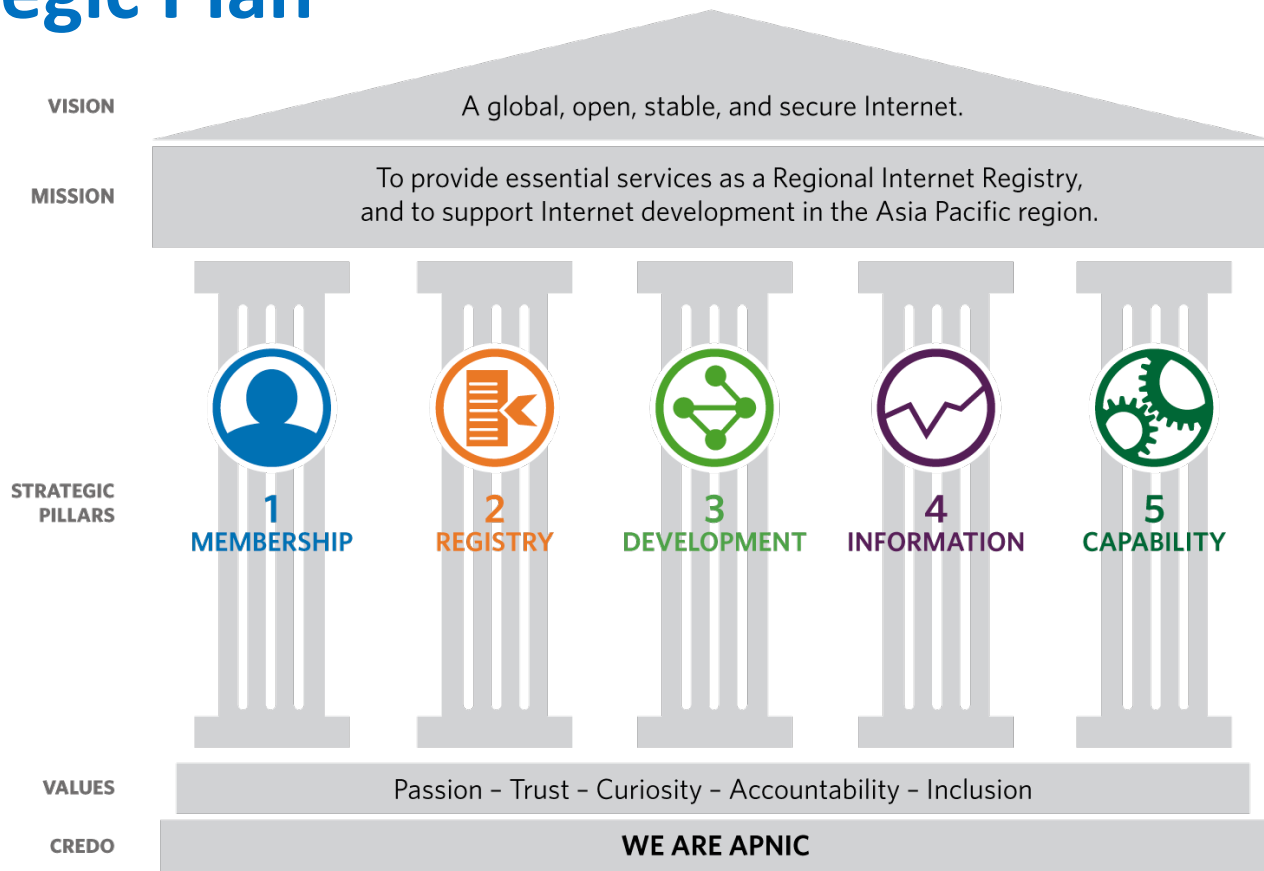 egic Plan
VISION
A global, open, stable, and secure Internet.
MISSION
To provide essential services as a Regional Internet Registry,
and to support Internet development in the Asia Pacific region.
STRATEGIC
PILLARS
1
MEMBERSHIP
2
REGISTRY
3
DEVELOPMENT
4
INFORMATION
5
CAPABILITY
VALUES
Passion – Trust – Curiosity – Accountability – Inclusion
CREDO
WE ARE APNIC